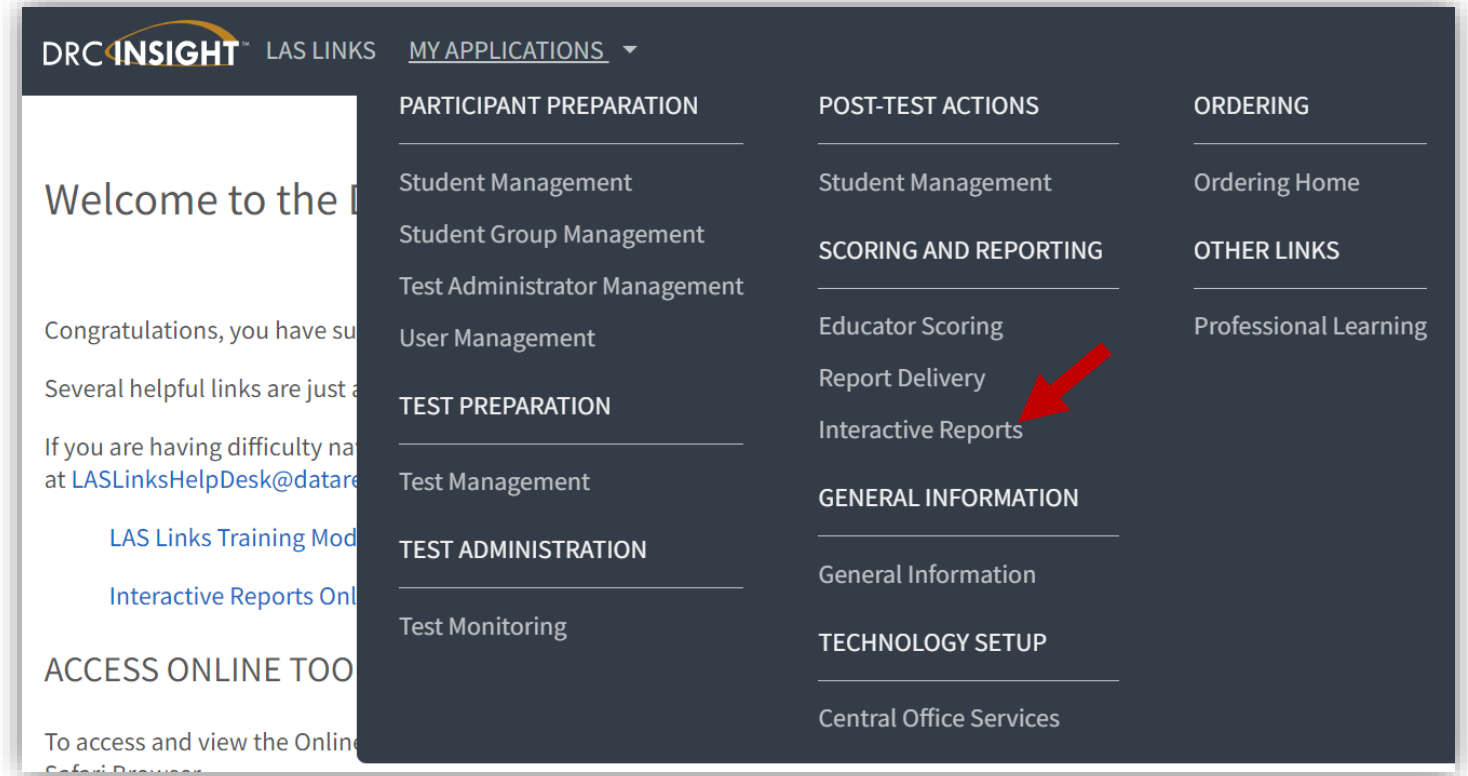 DRC INSIGHT™ LAS LINKS MY APPLICATIONS
PARTICIPANT PREPARATION
Student Management
Student Group Management
Test Administrator Management
User Management
TEST PREPARATION
Test Management
TEST ADMINISTRATION
Test Monitoring
POST-TEST ACTIONS
Student Management
SCORING AND REPORTING
Educator Scoring
Report Delivery
Interactive Reports
GENERAL INFORMATION
General Information
TECHNOLOGY SETUP
Central Office Services
ORDERING
Ordering Home
OTHER LINKS
Professional Learning
Welcome to the
Congratulations, you have su
Several helpful links are just a
If you are having difficulty na
at LASLinksHelpDesk@datare
LAS Links Training Mod
Interactive Reports Onl
ACCESS ONLINE TOO
To access and view the Online
Safari Browser